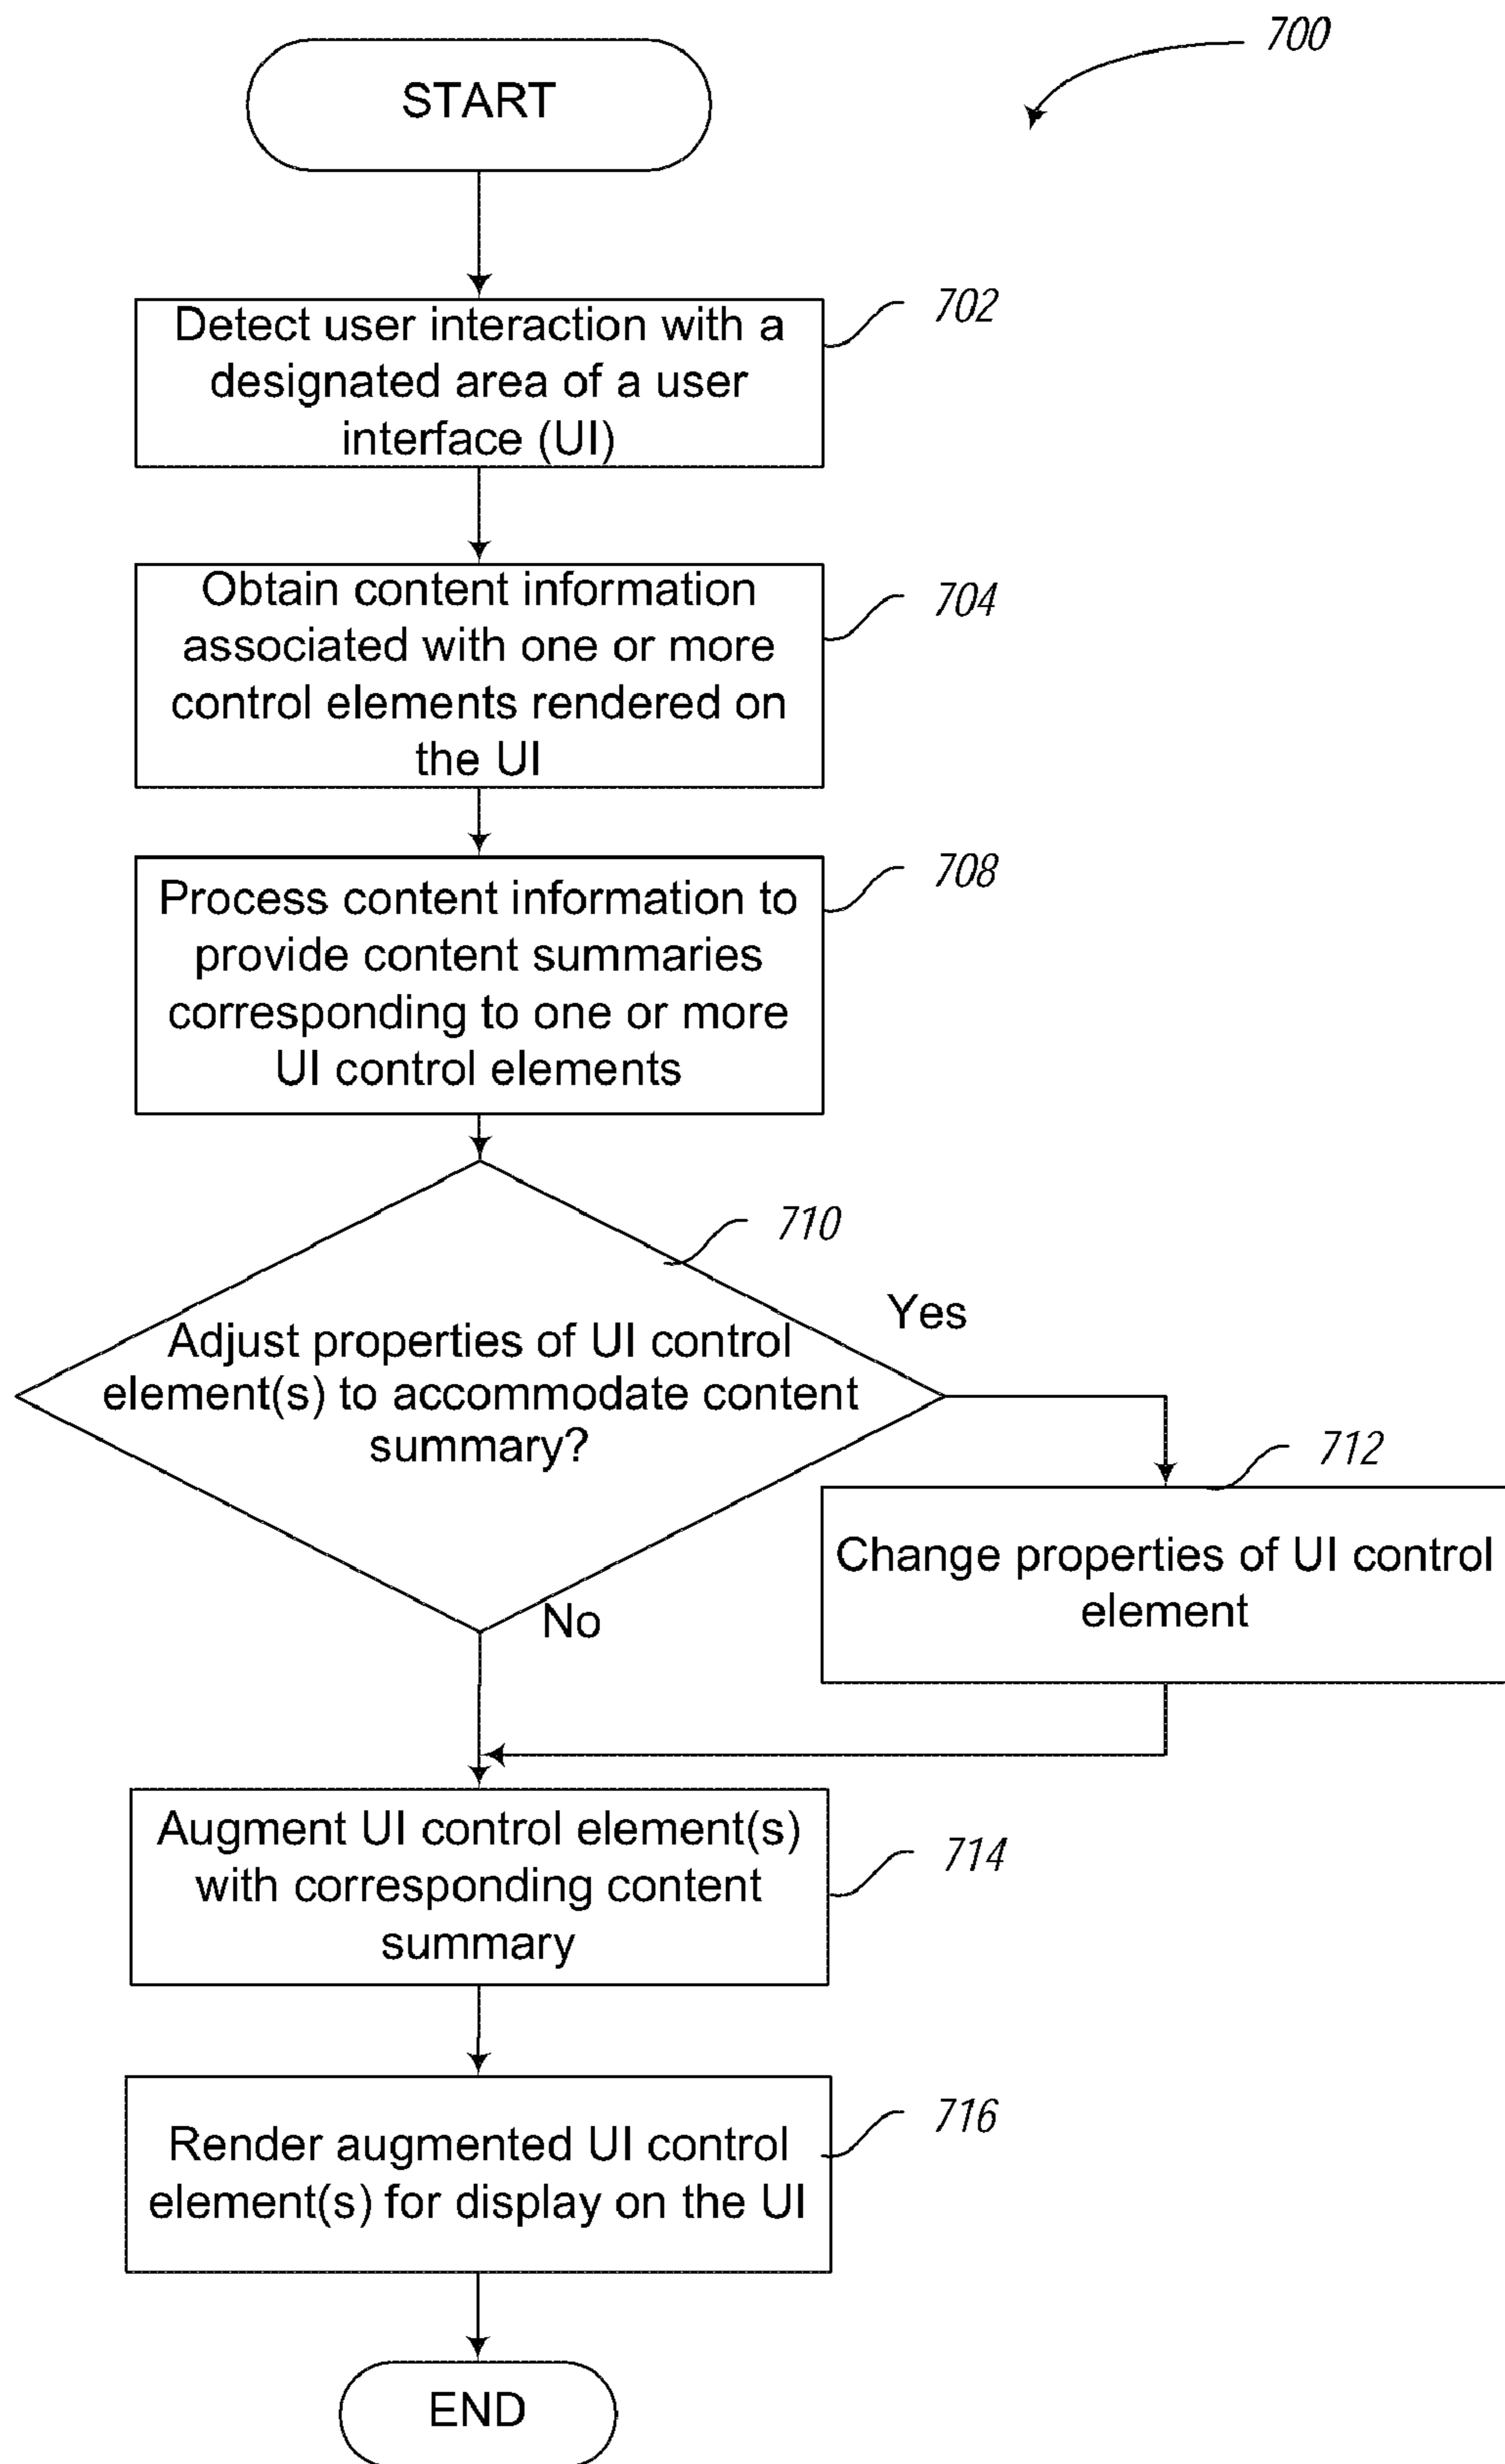 700
START
702
Detect user interaction with a
designated area of a user
interface (UI)
704
Obtain content information
associated with one or more
control elements rendered on
the UI
708
Process content information to
provide content summaries
corresponding to one or more
UI control elements
710
Yes
Adjust properties of UI control
element(s) to accommodate content
summary?
712
Change properties of UI control
element
No
Augment UI control element(s)
with corresponding content
summary
714
716
Render augmented UI control
element(s) for display on the UI
END